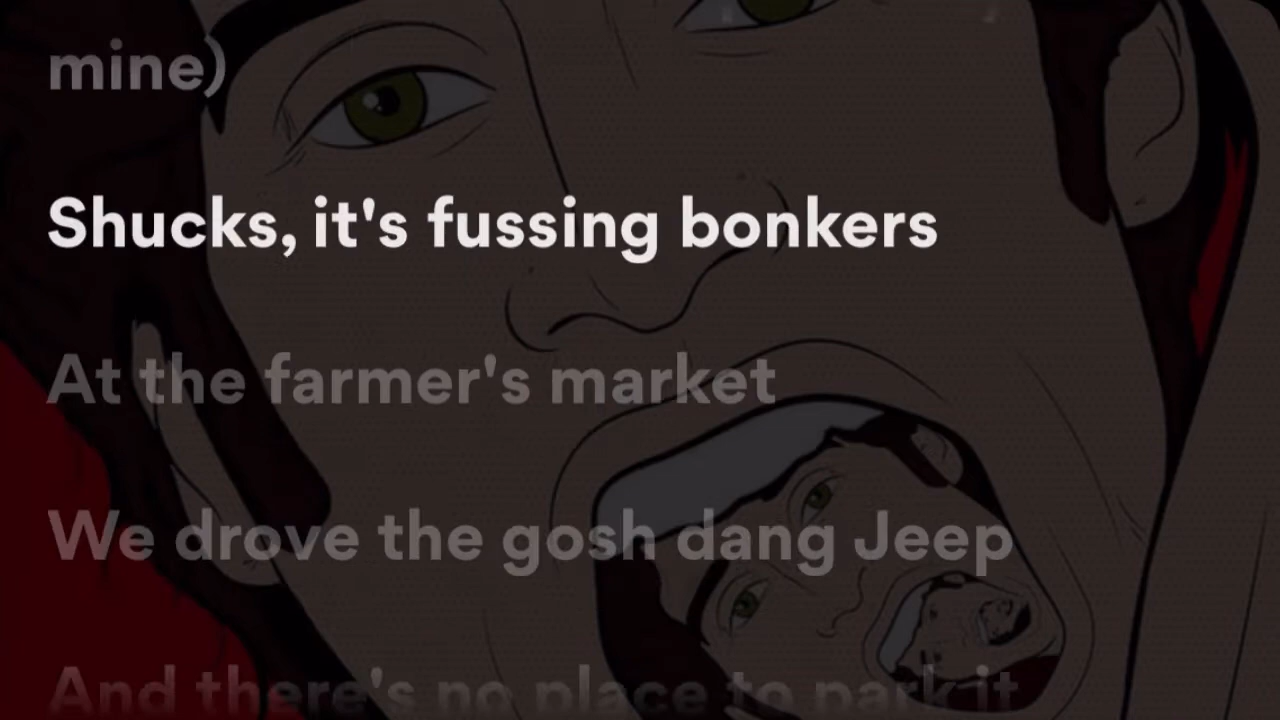 mine)
Shucks, it's fussing bonkers
At the farmer's market
We drove the gosh dang Jeep
And there's no place to park it